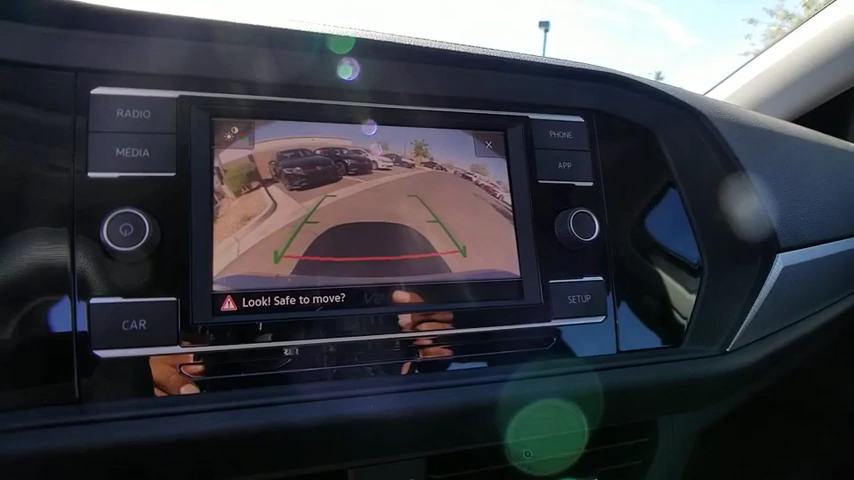 RADIO
MEDIA
CAR
PHONE
APP
SETUP
Look! Safe to move?